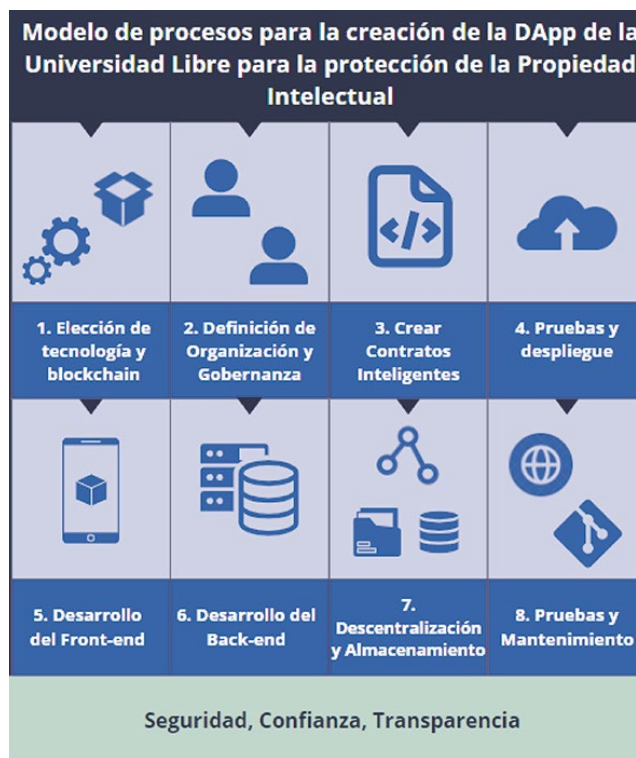 Modelo de procesos para la creación de la DApp de la
Universidad Libre para la protección de la Propiedad
Intelectual
1. Elección de
tecnología y
blockchain
2. Definición de
Organización y
Gobernanza
3. Crear
Contratos
Inteligentes
4. Pruebas y
despliegue
5. Desarrollo
del Front-end
6. Desarrollo del
Back-end
7.
Descentralización
y Almacenamiento
8. Pruebas y
Mantenimiento
Seguridad, Confianza, Transparencia